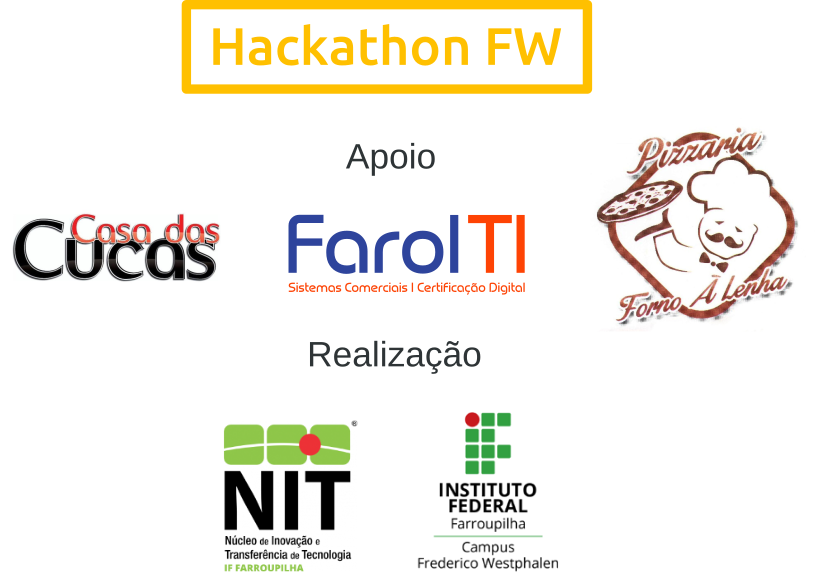 Hackathon FW
Apoio
Casa das
Cucas
FarolTI
Sistemas Comerciais I Certificação Digital
Pizzaria
Forno À Lenha
Realização
®
NIT
Núcleo de Inovação e
Transferência de Tecnologia
IF FARROUPILHA
INSTITUTO
FEDERAL
Farroupilha
Campus
Frederico Westphalen